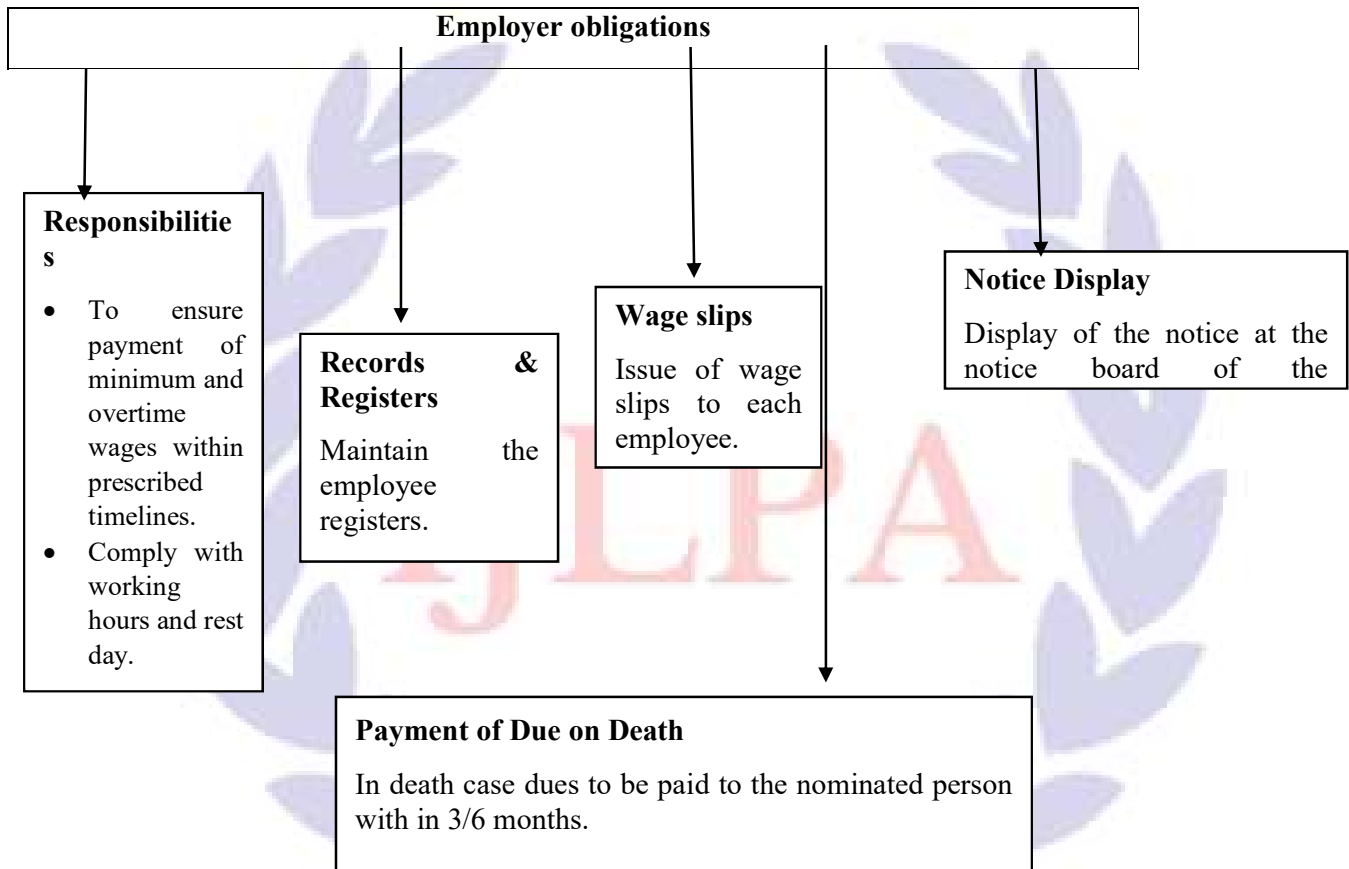 Employer obligations
Responsibilitie
s
• To ensure
payment of
minimum and
overtime
wages within
prescribed
timelines.
• Comply with
working
hours and rest
day.
Records &
Registers
Maintain the
employee
registers.
Wage slips
Issue of wage
slips to each
employee.
Notice Display
Display of the notice at the
notice board of the
IJLPA
Payment of Due on Death
In death case dues to be paid to the nominated person
with in 3/6 months.